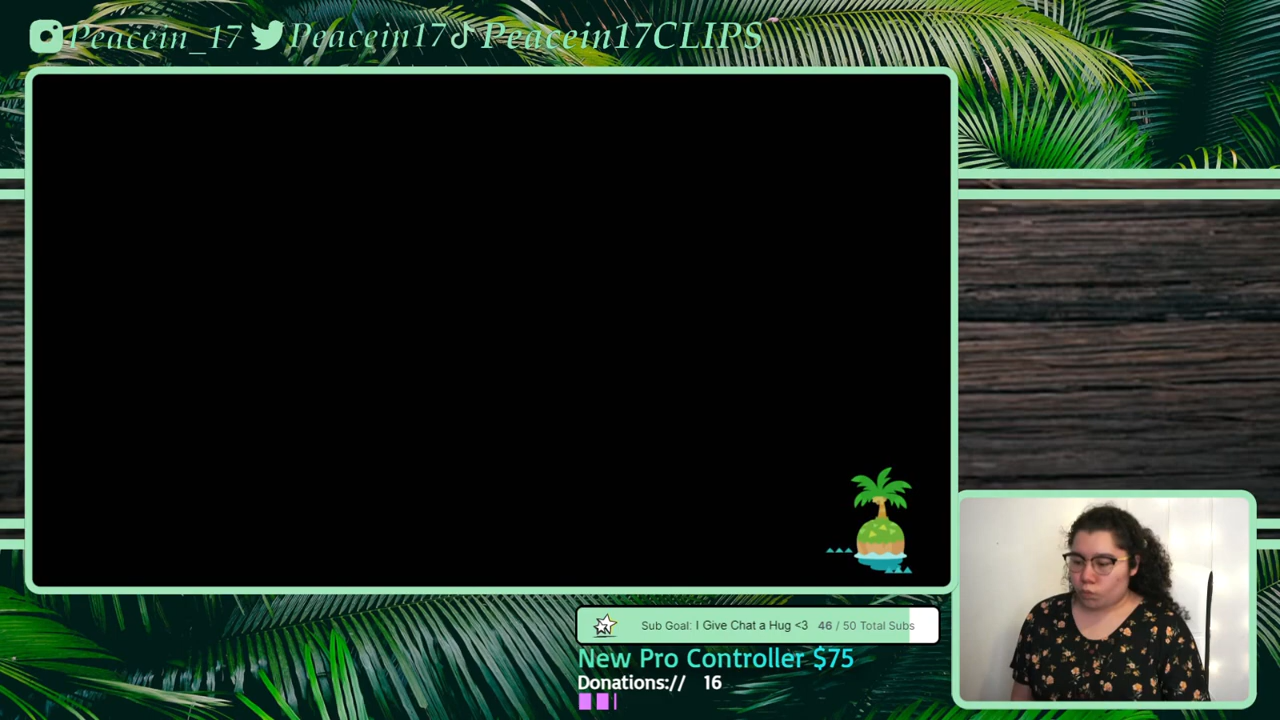 Peacein_17 Peacein17 Peacein17CLIPS
Sub Goal: I Give Chat a Hug <3 46 / 50 Total Subs
New Pro Controller $75
Donations:// 16